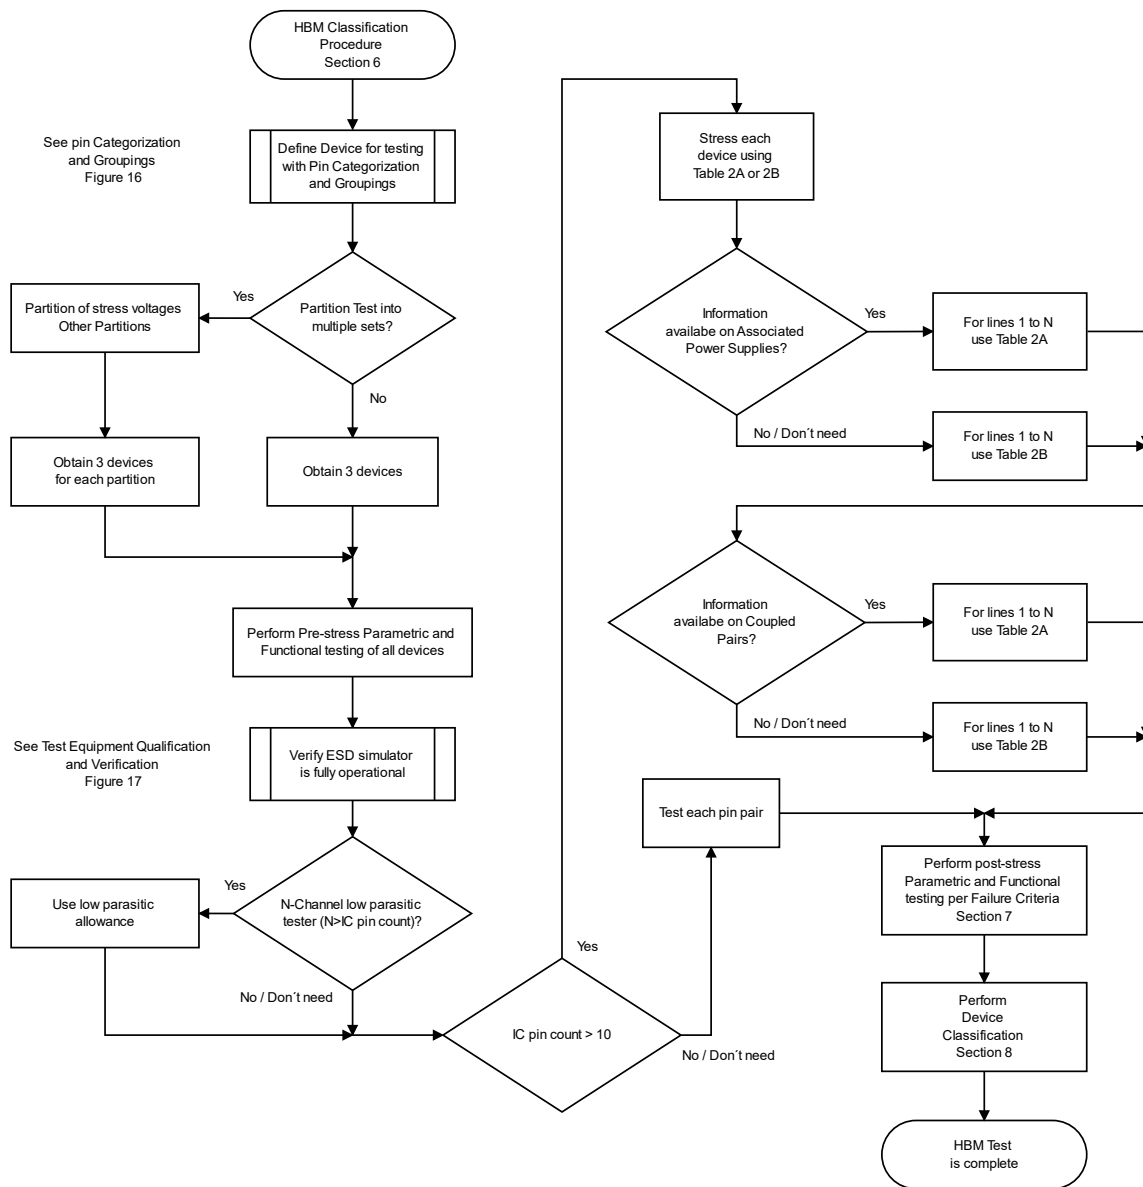 HBM Classification
Procedure
Section 6
See pin Categorization
and Groupings
Figure 16
Define Device for testing
with Pin Categorization
and Groupings
Partition Test into
multiple sets?
Yes
No
Partition of stress voltages
Other Partitions
Obtain 3 devices
for each partition
Obtain 3 devices
Perform Pre-stress Parametric and
Functional testing of all devices
See Test Equipment Qualification
and Verification
Figure 17
Verify ESD simulator
is fully operational
N-Channel low parasitic
tester (N>IC pin count)?
Yes
Use low parasitic
allowance
No / Don´t need
IC pin count > 10
Yes
No / Don´t need
Stress each
device using
Table 2A or 2B
Information
availabe on Associated
Power Supplies?
Yes
For lines 1 to N
use Table 2A
No / Don´t need
For lines 1 to N
use Table 2B
Information
availabe on Coupled
Pairs?
Yes
For lines 1 to N
use Table 2A
No / Don´t need
For lines 1 to N
use Table 2B
Test each pin pair
Perform post-stress
Parametric and Functional
testing per Failure Criteria
Section 7
Perform
Device
Classification
Section 8
HBM Test
is complete